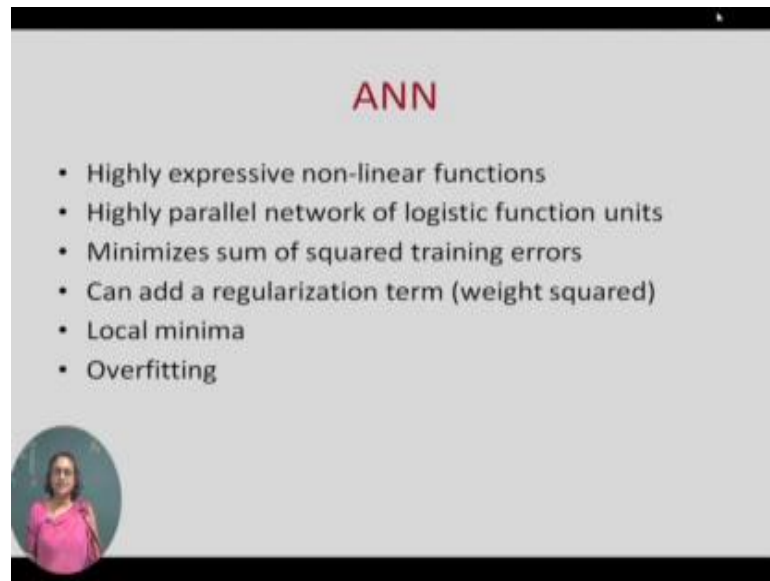 ANN
• Highly expressive non-linear functions
• Highly parallel network of logistic function units
• Minimizes sum of squared training errors
• Can add a regularization term (weight squared)
• Local minima
• Overfitting